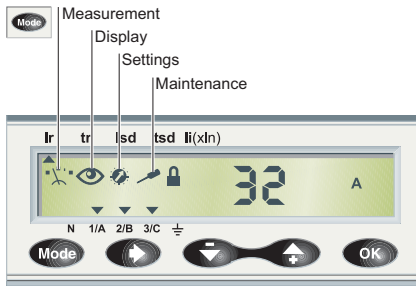 Mode
Measurement
Display
Settings
Maintenance
Ir tr Isd tsd Ii(xIn)
32 A
N 1/A 2/B 3/C
Mode OK